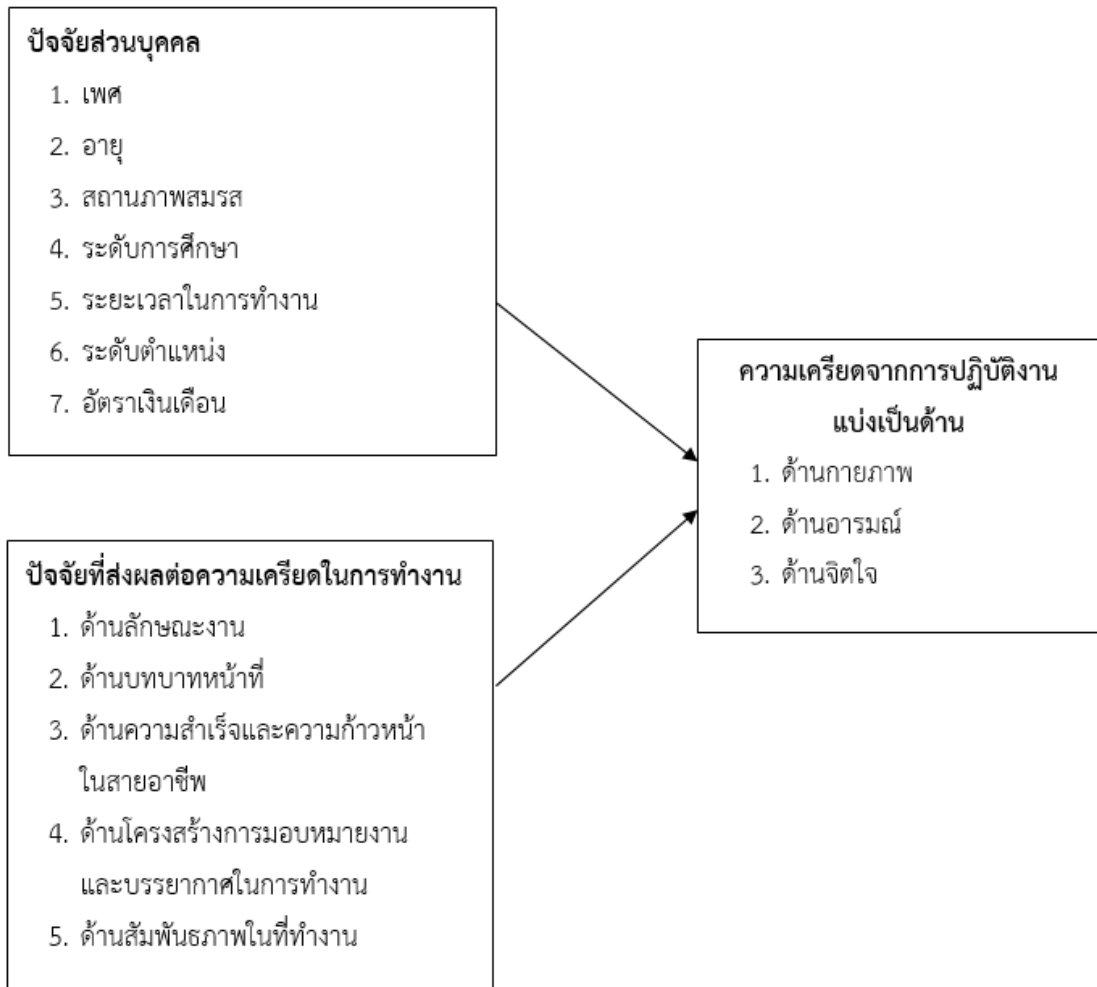 ปัจจัยส่วนบุคคล
1. เพศ
2. อายุ
3. สถานภาพสมรส
4. ระดับการศึกษา
5. ระยะเวลาในการทำงาน
6. ระดับตำแหน่ง
7. อัตราเงินเดือน
ปัจจัยที่ส่งผลต่อความเครียดในการทำงาน
1. ด้านลักษณะงาน
2. ด้านบทบาทหน้าที่
3. ด้านความสำเร็จและความก้าวหน้า
ในสายอาชีพ
4. ด้านโครงสร้างการมอบหมายงาน
และบรรยากาศในการทำงาน
5. ด้านสัมพันธภาพในที่ทำงาน
ความเครียดจากการปฏิบัติงาน
แบ่งเป็นด้าน
1. ด้านกายภาพ
2. ด้านอารมณ์
3. ด้านจิตใจ